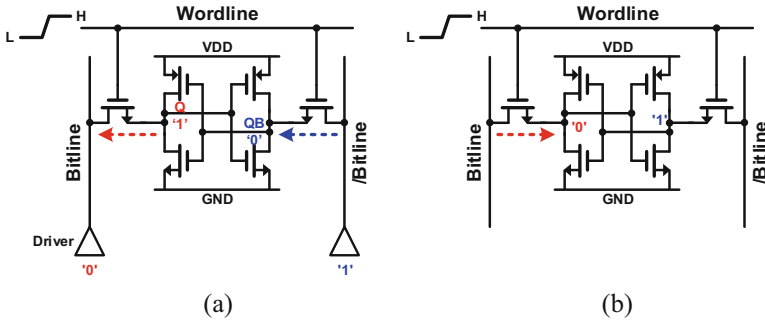 Wordline
H
L
VDD
Q
'1'
QB
'0'
Bitline
/Bitline
GND
Driver
'0'
'1'
(a)
Wordline
H
L
VDD
'0'
'1'
Bitline
/Bitline
GND
(b)